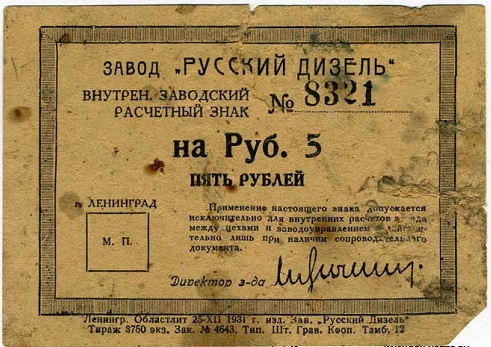 ЗАВОД „РУССКИЙ ДИЗЕЛЬ“
ВНУТРЕН. ЗАВОДСКИЙ
РАСЧЕТНЫЙ ЗНАК
№ 8321
на Руб. 5
ПЯТЬ РУБЛЕЙ
г. ЛЕНИНГРАД
М. П.
Применение настоящего знака допускается
исключительно для внутренних расчетов
между цехами и заводоуправлением и
тельно лишь при наличии сопроводительного
документа.
Директор з-да
Ленингр. Областлит 25-XII 1931 г. изд. Зав. „Русский Дизель“
Тираж 3750 экз. Зак. № 4643. Тип. Шт. Грав. Кооп. Тамб. 12